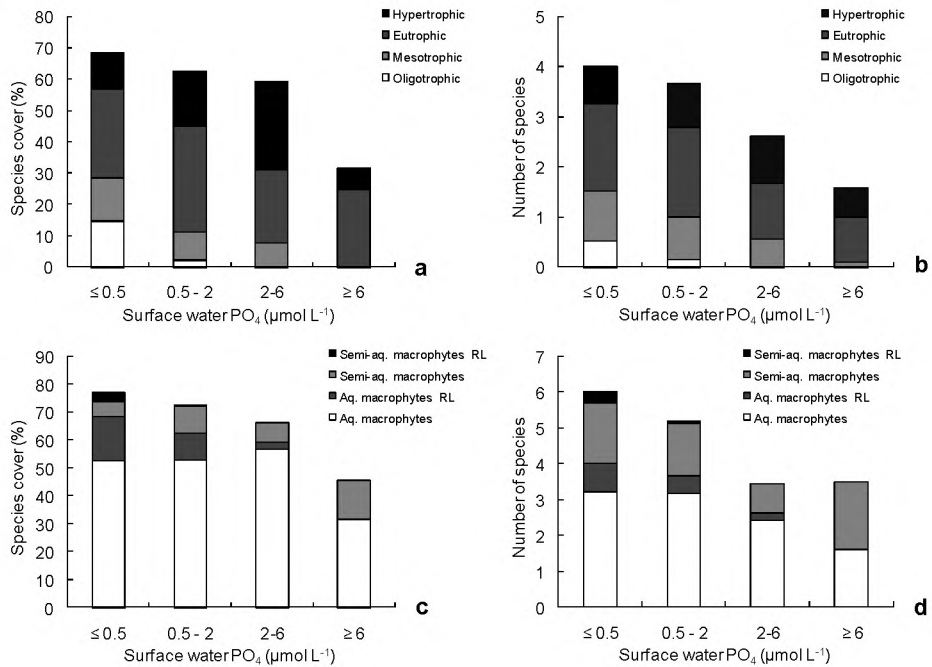 80
70
60
50
40
30
20
10
0
Species cover (%)
Hypertrophic
Eutrophic
Mesotrophic
Oligotrophic
≤ 0.5 0.5 - 2 2-6 ≥ 6
Surface water PO4 (µmol L-1)
a
5
4
3
2
1
0
Number of species
Hypertrophic
Eutrophic
Mesotrophic
Oligotrophic
≤ 0.5 0.5 - 2 2-6 ≥ 6
Surface water PO4 (µmol L-1)
b
90
80
70
60
50
40
30
20
10
0
Species cover (%)
Semi-aq. macrophytes RL
Semi-aq. macrophytes
Aq. macrophytes RL
Aq. macrophytes
≤ 0.5 0.5 - 2 2-6 ≥ 6
Surface water PO4 (µmol L-1)
c
7
6
5
4
3
2
1
0
Number of species
Semi-aq. macrophytes RL
Semi-aq. macrophytes
Aq. macrophytes RL
Aq. macrophytes
≤ 0.5 0.5 - 2 2-6 ≥ 6
Surface water PO4 (µmol L-1)
d